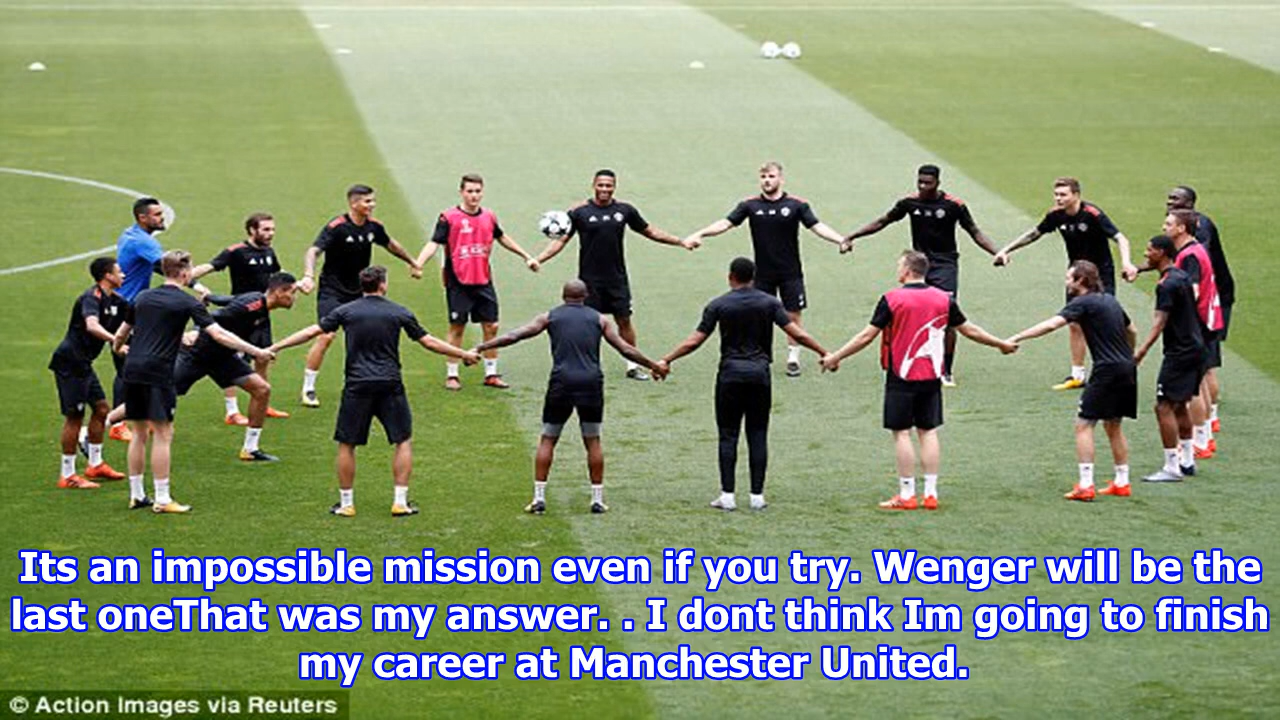 Its an impossible mission even if you try. Wenger will be the
last oneThat was my answer. . I dont think Im going to finish
my career at Manchester United.
© Action Images via Reuters